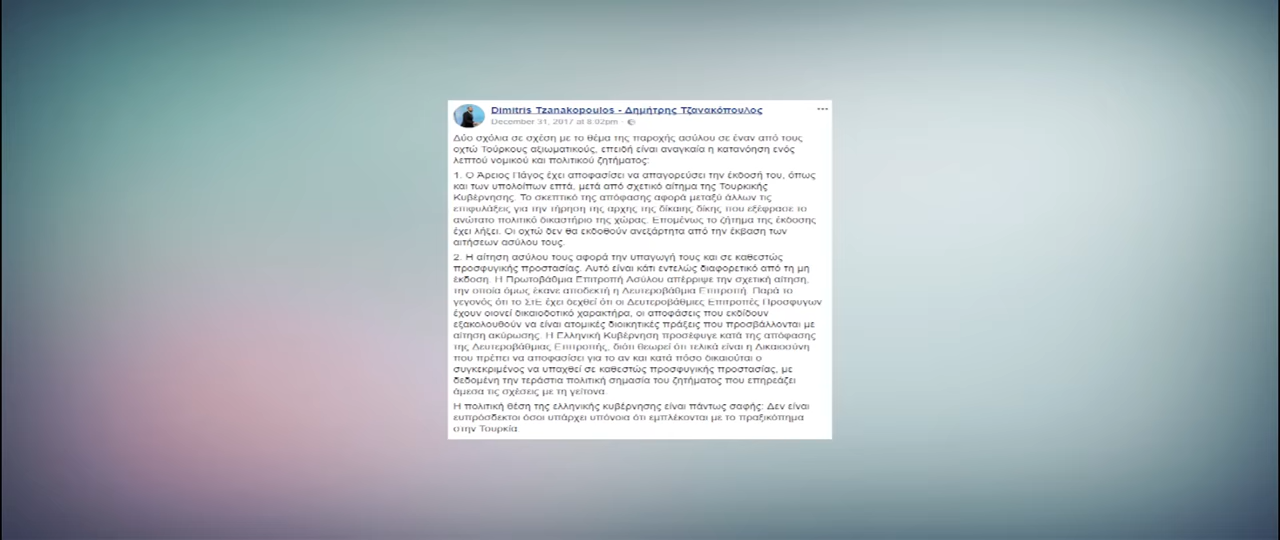 Dimitris Tzanakopoulos - Δημήτρης Τζανακόπουλος
December 31, 2017 at 8:02pm
Δύο σχόλια σε σχέση με το θέμα της παροχής ασύλου σε έναν από τους
οχτώ Τούρκους αξιωματικούς, επειδή είναι αναγκαία η κατανόηση ενός
λεπτού νομικού και πολιτικού ζητήματος:
1. Ο Άρειος Πάγος έχει αποφασίσει να απαγορεύσει την έκδοσή του, όπως
και των υπολοίπων επτά, μετά από σχετικό αίτημα της Τουρκικής
Κυβέρνησης. Το σκεπτικό της απόφασης αφορά μεταξύ άλλων τις
επιφυλάξεις για την τήρηση της αρχης της δίκαιης δίκης που εξέφρασε το
ανώτατο πολιτικό δικαστήριο της χώρας. Επομένως το ζήτημα της έκδοσης
έχει λήξει. Οι οχτώ δεν θα εκδοθούν ανεξάρτητα από την έκβαση των
αιτήσεων ασύλου τους.
2. Η αίτηση ασύλου τους αφορά την υπαγωγή τους και σε καθεστώς
προσφυγικής προστασίας. Αυτό είναι κάτι εντελώς διαφορετικό από τη μη
έκδοση. Η Πρωτοβάθμια Επιτροπή Ασύλου απέρριψε την σχετική αίτηση,
την οποία όμως έκανε αποδεκτή η Δευτεροβάθμια Επιτροπή. Παρά το
γεγονός ότι το ΣτΕ έχει δεχθεί ότι οι Δευτεροβάθμιες Επιτροπές Προσφυγων
έχουν οιονεί δικαιοδοτικό χαρακτήρα, οι αποφάσεις που εκδίδουν
εξακολουθούν να είναι ατομικές διοικητικές πράξεις που προσβάλλονται με
αίτηση ακύρωσης. Η Ελληνική Κυβέρνηση προσέφυγε κατά της απόφασης
της Δευτεροβάθμιας Επιτροπής, διότι θεωρεί ότι τελικά είναι η Δικαιοσύνη
που πρέπει να αποφασίσει για το αν και κατά πόσο δικαιούται ο
συγκεκριμένος να υπαχθεί σε καθεστώς προσφυγικής προστασίας, με
δεδομένη την τεράστια πολιτική σημασία του ζητήματος που επηρεάζει
άμεσα τις σχέσεις με τη γείτονα.
Η πολιτική θέση της ελληνικής κυβέρνησης είναι πάντως σαφής: Δεν είναι
ευπρόσδεκτοι όσοι υπάρχει υπόνοια ότι εμπλέκονται με το πραξικόπημα
στην Τουρκία.